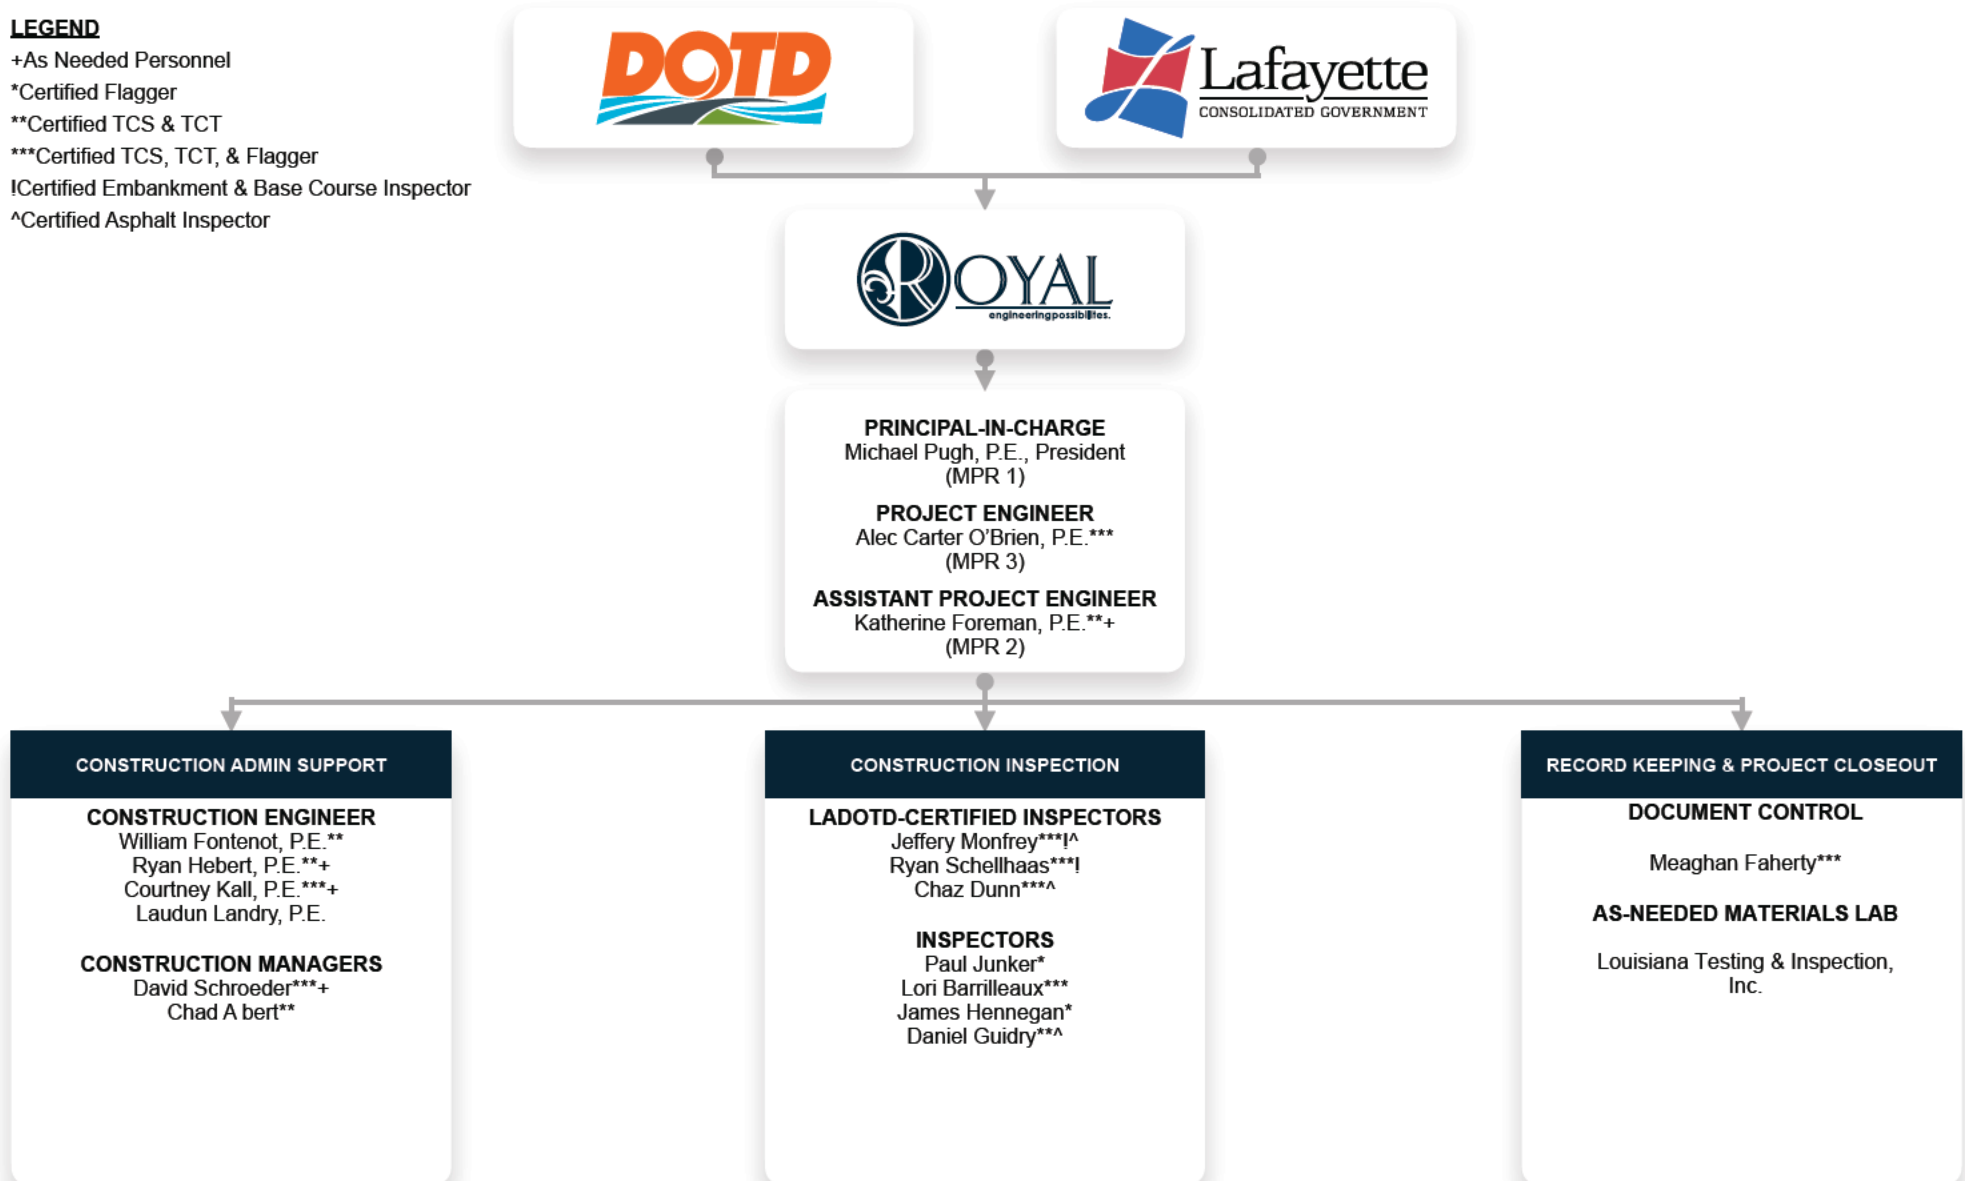 LEGEND
+As Needed Personnel
*Certified Flagger
**Certified TCS & TCT
***Certified TCS, TCT, & Flagger
!Certified Embankment & Base Course Inspector
^Certified Asphalt Inspector
DOTD
Lafayette
CONSOLIDATED GOVERNMENT
ROYAL
engineeringpossibilites.
PRINCIPAL-IN-CHARGE
Michael Pugh, P.E., President
(MPR 1)
PROJECT ENGINEER
Alec Carter O'Brien, P.E.***
(MPR 3)
ASSISTANT PROJECT ENGINEER
Katherine Foreman, P.E.**+
(MPR 2)
CONSTRUCTION ADMIN SUPPORT
CONSTRUCTION ENGINEER
William Fontenot, P.E.**
Ryan Hebert, P.E.**+
Courtney Kall, P.E.***+
Laudun Landry, P.E.
CONSTRUCTION MANAGERS
David Schroeder***+
Chad A bert**
CONSTRUCTION INSPECTION
LADOTD-CERTIFIED INSPECTORS
Jeffery Monfrey***!^
Ryan Schellhaas***!
Chaz Dunn***^
INSPECTORS
Paul Junker*
Lori Barrilleaux***
James Hennegan*
Daniel Guidry**^
RECORD KEEPING & PROJECT CLOSEOUT
DOCUMENT CONTROL
Meaghan Faherty***
AS-NEEDED MATERIALS LAB
Louisiana Testing & Inspection,
Inc.